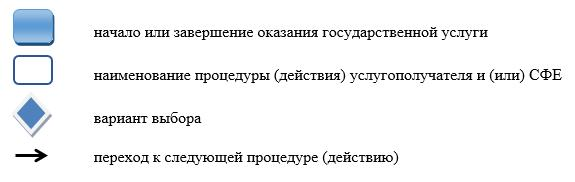 начало или завершение оказания государственной услуги
наименование процедуры (действия) услугополучателя и (или) СФЕ
вариант выбора
переход к следующей процедуре (действию)